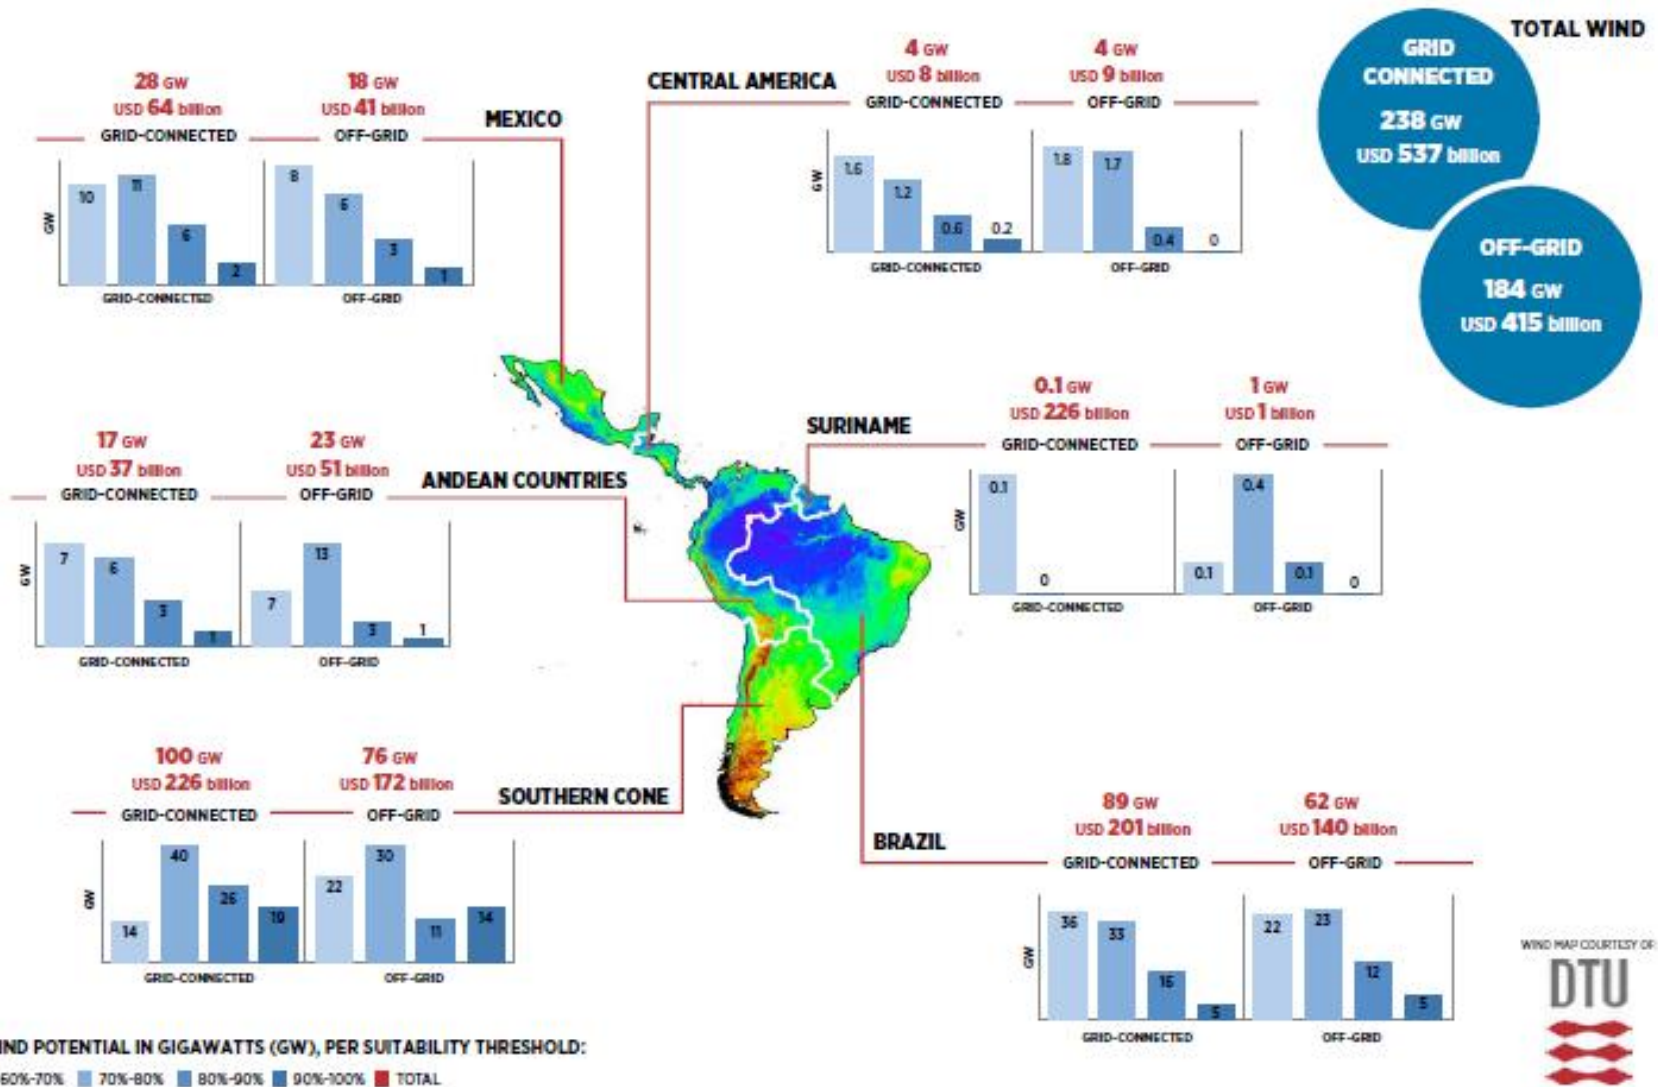 TOTAL WIND
GRID
CONNECTED
238 GW
USD 537 billion
OFF-GRID
184 GW
USD 415 billion
MEXICO
28 GW
USD 64 billion
GRID-CONNECTED
18 GW
USD 41 billion
OFF-GRID
GW
10
11
6
2
GRID-CONNECTED
8
6
3
1
OFF-GRID
CENTRAL AMERICA
4 GW
USD 8 billion
GRID-CONNECTED
4 GW
USD 9 billion
OFF-GRID
GW
1.6
1.2
0.6
0.2
GRID-CONNECTED
1.8
1.7
0.4
0
OFF-GRID
SURINAME
0.1 GW
USD 226 billion
GRID-CONNECTED
1 GW
USD 1 billion
OFF-GRID
GW
0.1
0
GRID-CONNECTED
0.1
0.4
0.1
0
OFF-GRID
ANDEAN COUNTRIES
17 GW
USD 37 billion
GRID-CONNECTED
23 GW
USD 51 billion
OFF-GRID
GW
7
6
3
1
GRID-CONNECTED
7
13
3
1
OFF-GRID
SOUTHERN CONE
100 GW
USD 226 billion
GRID-CONNECTED
76 GW
USD 172 billion
OFF-GRID
GW
14
40
26
19
GRID-CONNECTED
22
30
11
14
OFF-GRID
BRAZIL
89 GW
USD 201 billion
GRID-CONNECTED
62 GW
USD 140 billion
OFF-GRID
GW
36
33
16
5
GRID-CONNECTED
22
23
12
5
OFF-GRID
WIND MAP COURTESY OF:
DTU
IND POTENTIAL IN GIGAWATTS (GW), PER SUITABILITY THRESHOLD:
60%-70% 70%-80% 80%-90% 90%-100% TOTAL